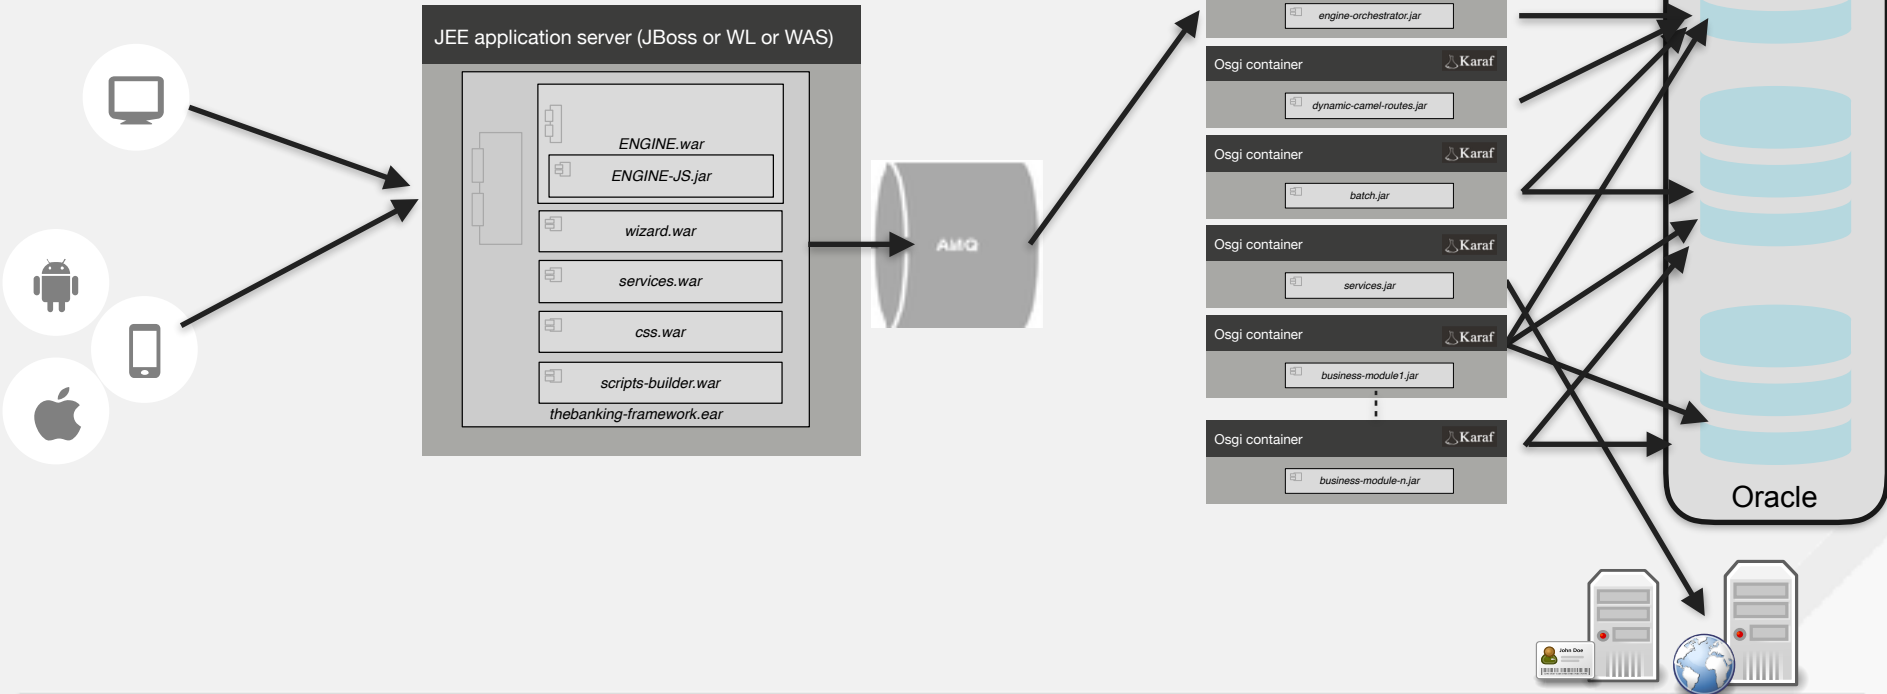 JEE application server (JBoss or WL or WAS)
ENGINE.war
ENGINE-JS.jar
wizard.war
services.war
css.war
scripts-builder.war
thebanking-framework.ear
AMQ
engine-orchestrator.jar
Osgi container
Karaf
dynamic-camel-routes.jar
Osgi container
Karaf
batch.jar
Osgi container
Karaf
services.jar
Osgi container
Karaf
business-module1.jar
Osgi container
Karaf
business-module-n.jar
Oracle
John Doe